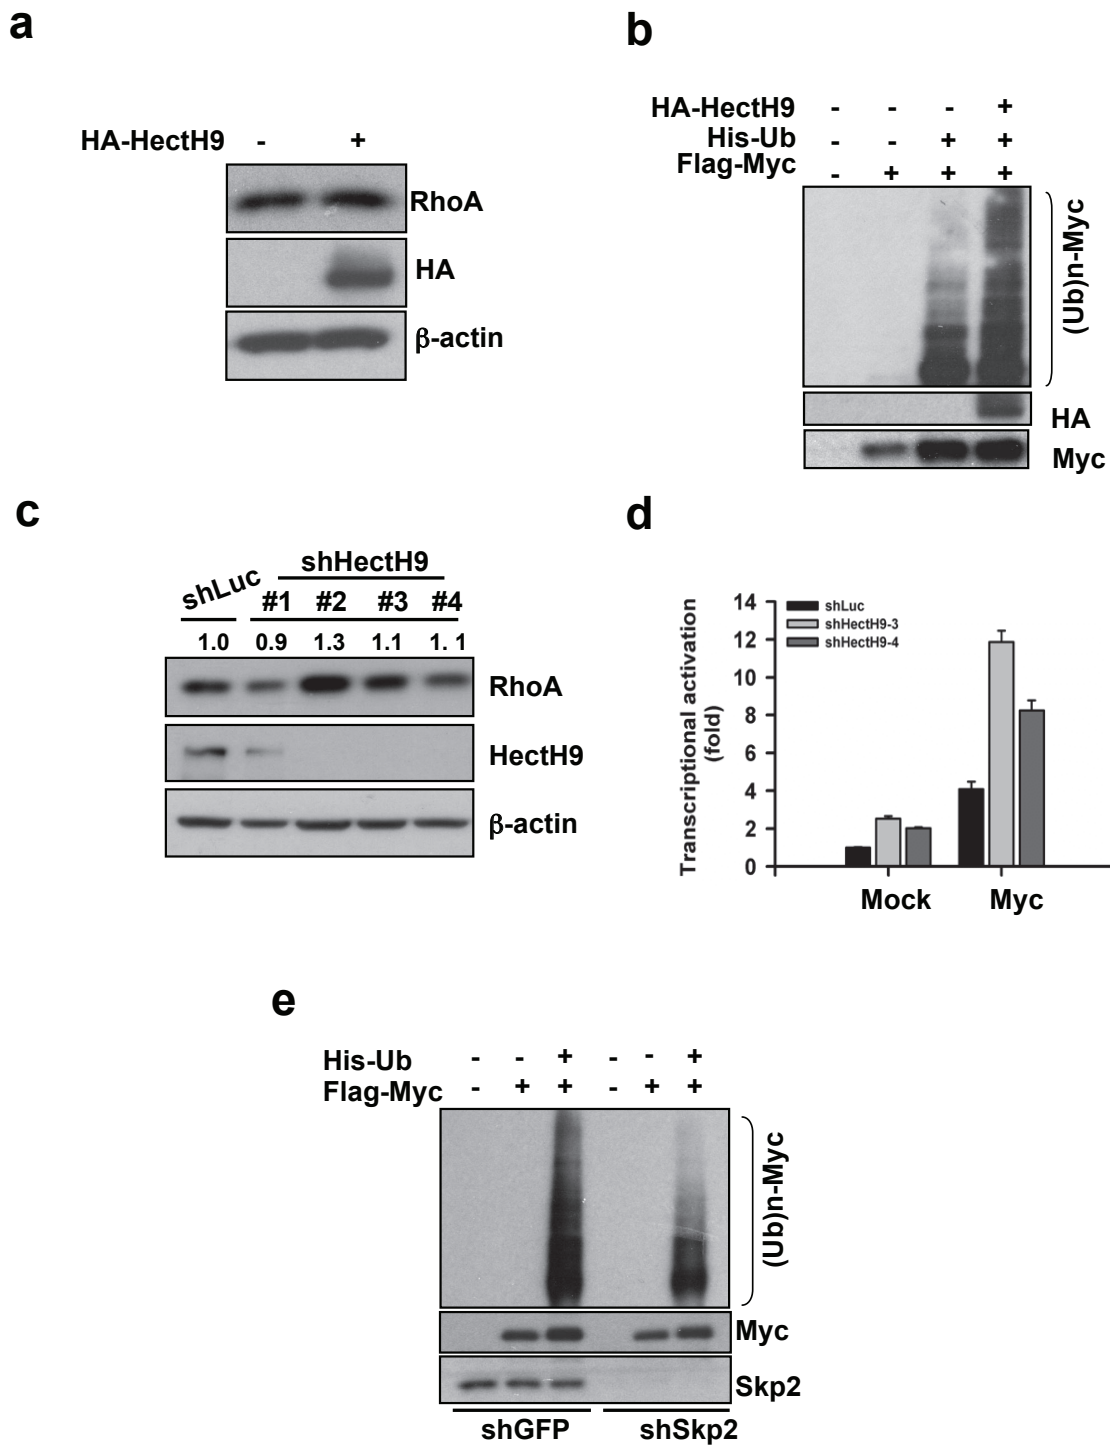 a
HA-HectH9 - +
RhoA
HA
β-actin
b
HA-HectH9 - - - +
His-Ub - - + +
Flag-Myc - + + +
(Ub)n-Myc
HA
Myc
c
shLuc
shHectH9
#1 #2 #3 #4
1.0 0.9 1.3 1.1 1. 1
RhoA
HectH9
β-actin
d
Transcriptional activation
(fold)
14
12
10
8
6
4
2
0
shLuc
shHectH9-3
shHectH9-4
Mock Myc
e
His-Ub - - + - - +
Flag-Myc - + + - + +
(Ub)n-Myc
Myc
Skp2
shGFP shSkp2